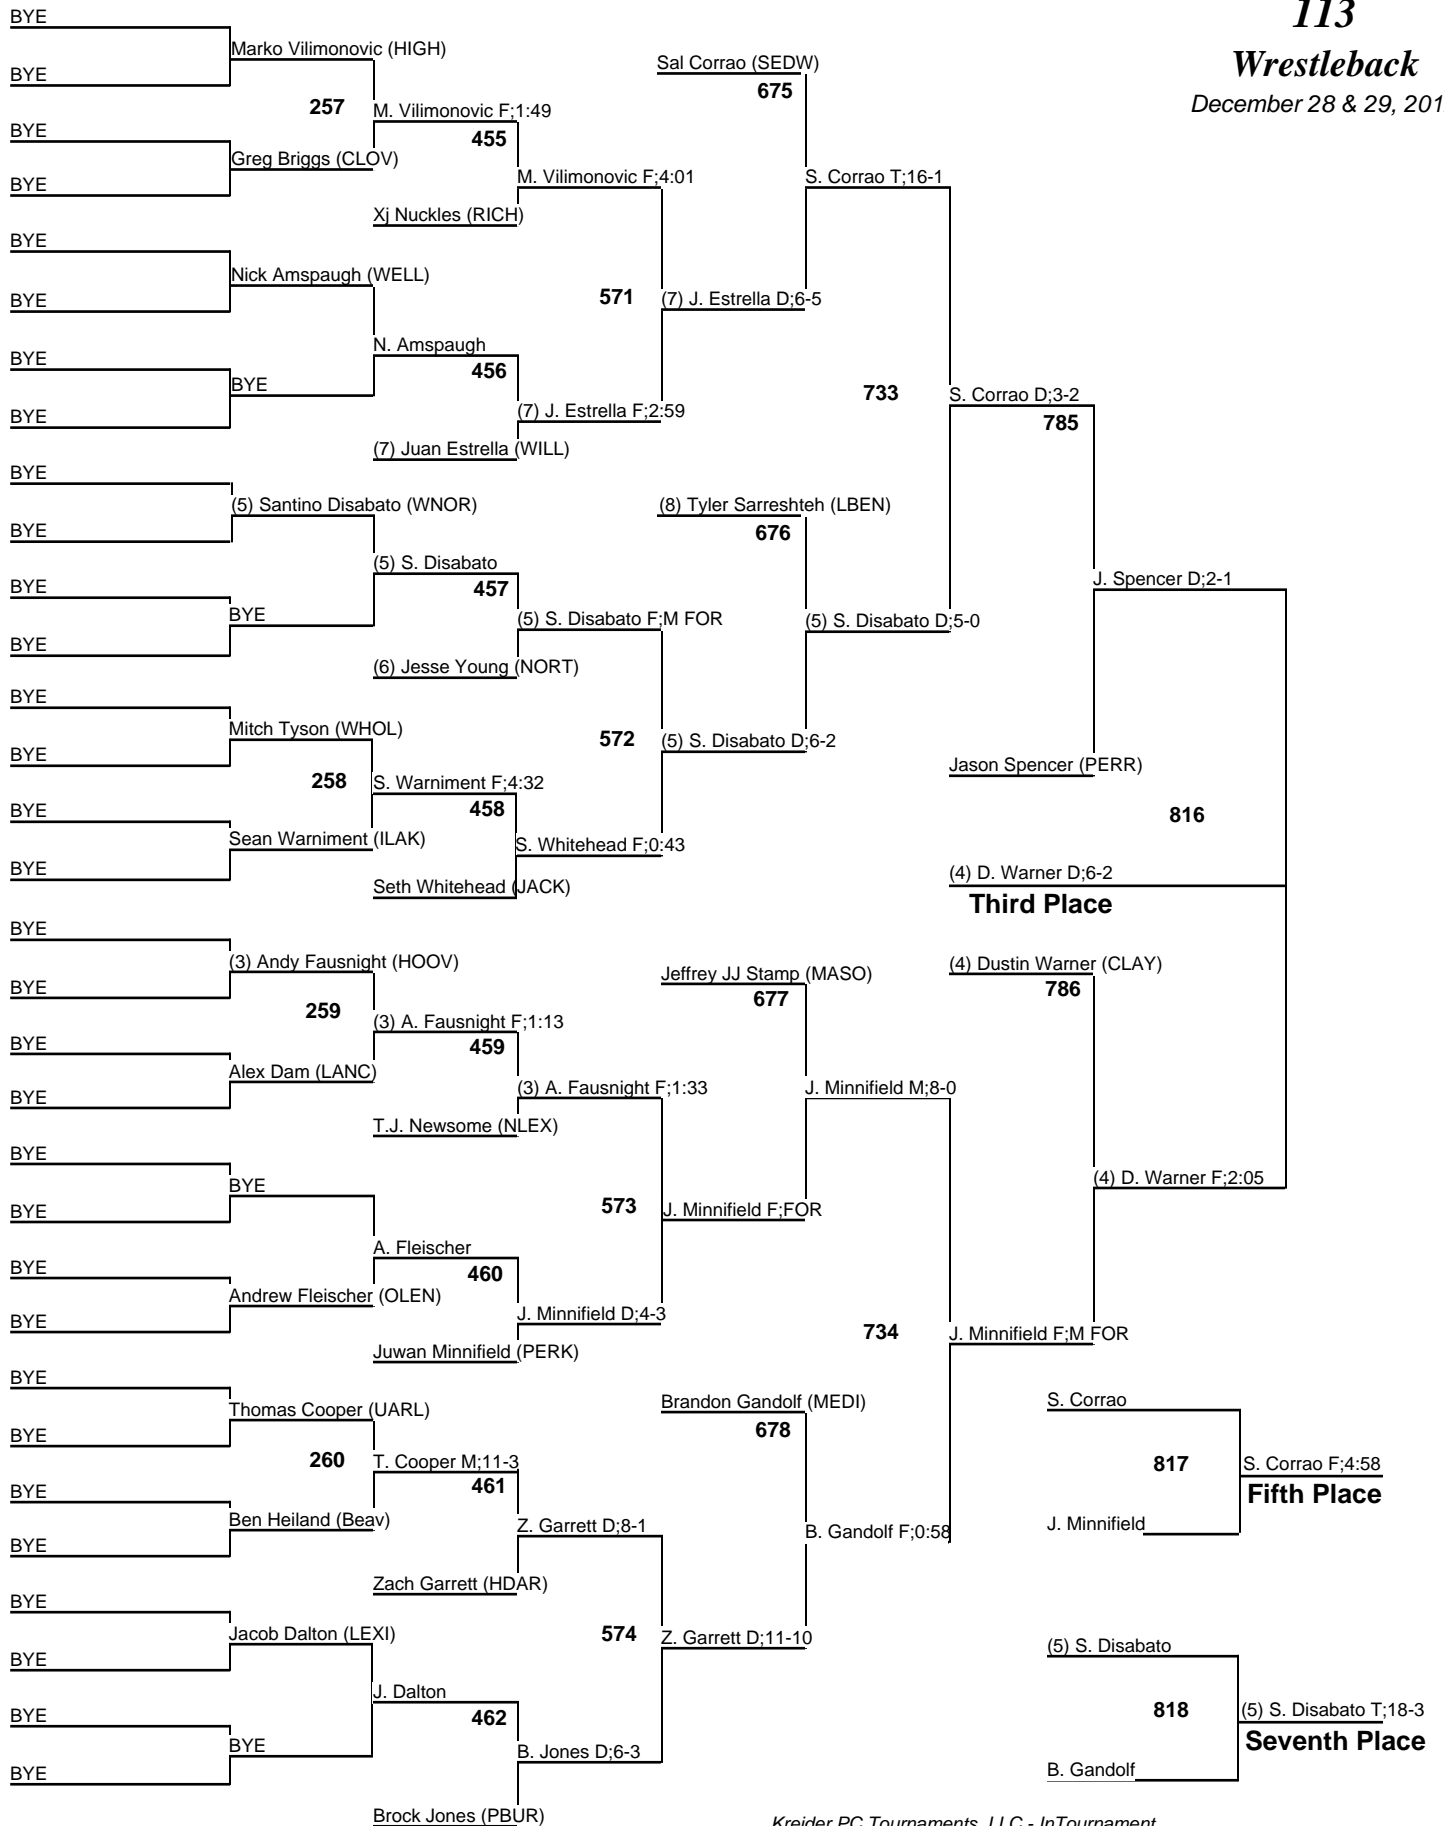 113
Wrestleback
December 28 & 29, 201
BYE
Marko Vilimonovic (HIGH)
BYE
257
M. Vilimonovic F;1:49
455
BYE
Greg Briggs (CLOV)
BYE
M. Vilimonovic F;4:01
Xj Nuckles (RICH)
BYE
Nick Amspaugh (WELL)
BYE
571
(7) J. Estrella D;6-5
N. Amspaugh
456
BYE
BYE
BYE
(7) J. Estrella F;2:59
(7) Juan Estrella (WILL)
Sal Corrao (SEDW)
675
S. Corrao T;16-1
733
S. Corrao D;3-2
785
BYE
(5) Santino Disabato (WNOR)
BYE
(5) S. Disabato
457
BYE
BYE
BYE
(5) S. Disabato F;M FOR
(6) Jesse Young (NORT)
(8) Tyler Sarreshteh (LBEN)
676
(5) S. Disabato D;5-0
BYE
Mitch Tyson (WHOL)
BYE
572
(5) S. Disabato D;6-2
258
S. Warniment F;4:32
458
BYE
Sean Warniment (ILAK)
BYE
S. Whitehead F;0:43
Seth Whitehead (JACK)
J. Spencer D;2-1
Jason Spencer (PERR)
816
(4) D. Warner D;6-2
Third Place
BYE
(3) Andy Fausnight (HOOV)
BYE
259
(3) A. Fausnight F;1:13
459
BYE
Alex Dam (LANC)
BYE
(3) A. Fausnight F;1:33
T.J. Newsome (NLEX)
Jeffrey JJ Stamp (MASO)
677
(4) Dustin Warner (CLAY)
786
J. Minnifield M;8-0
BYE
BYE
BYE
573
J. Minnifield F;FOR
(4) D. Warner F;2:05
A. Fleischer
460
BYE
Andrew Fleischer (OLEN)
BYE
J. Minnifield D;4-3
Juwan Minnifield (PERK)
734
J. Minnifield F;M FOR
BYE
Thomas Cooper (UARL)
BYE
260
T. Cooper M;11-3
461
BYE
Ben Heiland (Beav)
BYE
Z. Garrett D;8-1
Zach Garrett (HDAR)
Brandon Gandolf (MEDI)
678
B. Gandolf F;0:58
S. Corrao
817
S. Corrao F;4:58
Fifth Place
J. Minnifield
BYE
Jacob Dalton (LEXI)
BYE
574
Z. Garrett D;11-10
J. Dalton
462
BYE
BYE
BYE
B. Jones D;6-3
Brock Jones (PBUR)
(5) S. Disabato
818
(5) S. Disabato T;18-3
Seventh Place
B. Gandolf
Kreider PC Tournaments, LLC - InTournament